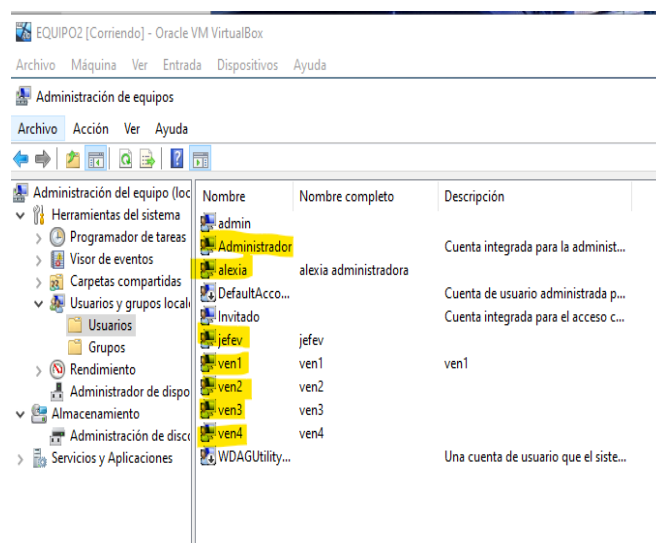 EQUIPO2 [Corriendo] - Oracle VM VirtualBox
Archivo Máquina Ver Entrada Dispositivos Ayuda
Administración de equipos
Archivo Acción Ver Ayuda
Administración del equipo (loc
Herramientas del sistema
Programador de tareas
Visor de eventos
Carpetas compartidas
Usuarios y grupos locale
Usuarios
Grupos
Rendimiento
Administrador de dispo
Almacenamiento
Administración de disco
Servicios y Aplicaciones
Nombre Nombre completo Descripción
admin
Administrador Cuenta integrada para la administ...
alexia alexia administradora
DefaultAcco... Cuenta de usuario administrada p...
Invitado Cuenta integrada para el acceso c...
jefev jefev
ven1 ven1 ven1
ven2 ven2
ven3 ven3
ven4 ven4
WDAGUtility... Una cuenta de usuario que el siste...